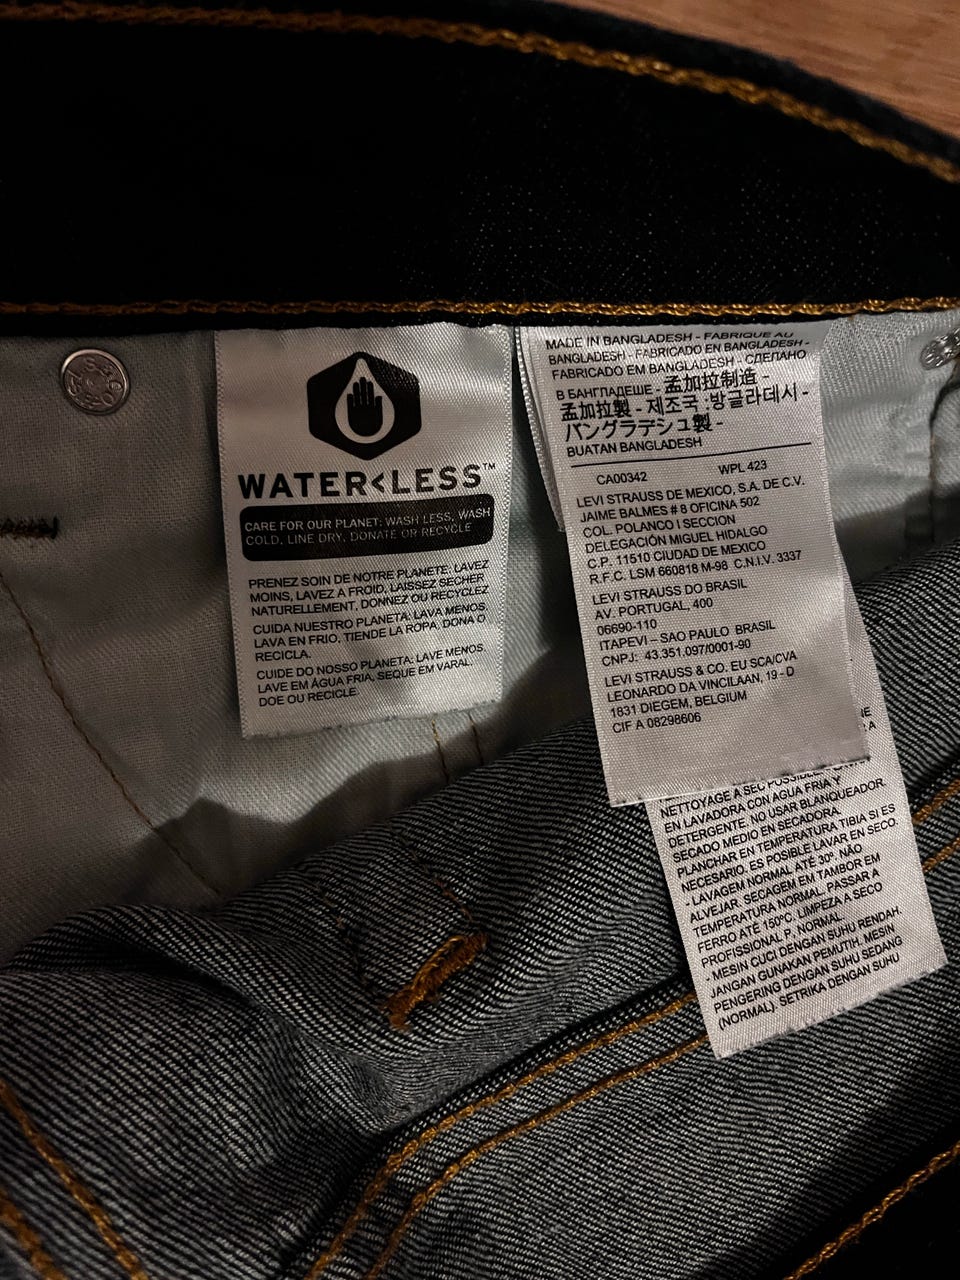 WATER<LESS™
CARE FOR OUR PLANET: WASH LESS, WASH
COLD, LINE DRY, DONATE OR RECYCLE
PRENEZ SOIN DE NOTRE PLANETE: LAVEZ
MOINS, LAVEZ A FROID, LAISSEZ SECHER
NATURELLEMENT, DONNEZ OU RECYCLEZ
CUIDA NUESTRO PLANETA: LAVA MENOS,
LAVA EN FRIO, TIENDE LA ROPA, DONA O
RECICLA.
CUIDE DO NOSSO PLANETA: LAVE MENOS,
LAVE EM ÁGUA FRIA, SEQUE EM VARAL.
DOE OU RECICLE.
MADE IN BANGLADESH - FABRIQUE AU
BANGLADESH - FABRICADO EN BANGLADESH -
FABRICADO EM BANGLADESH - СДЕЛАНО
В БАНГЛАДЕШЕ - 孟加拉制造 -
孟加拉製 - 제조국 :방글라데시 -
バングラデシュ製 -
BUATAN BANGLADESH
CA00342 WPL 423
LEVI STRAUSS DE MEXICO, S.A. DE C.V.
JAIME BALMES # 8 OFICINA 502
COL. POLANCO I SECCION
DELEGACIÓN MIGUEL HIDALGO
C.P. 11510 CIUDAD DE MEXICO
R.F.C. LSM 660818 M-98 C.N.I.V. 3337
LEVI STRAUSS DO BRASIL
AV. PORTUGAL, 400
06690-110
ITAPEVI – SAO PAULO BRASIL
CNPJ: 43.351.097/0001-90
LEVI STRAUSS & CO. EU SCA/CVA
LEONARDO DA VINCILAAN, 19 - D
1831 DIEGEM, BELGIUM
CIF A 08298606
NETTOYAGE A SEC POSSIBLE
EN LAVADORA CON AGUA FRIA Y
DETERGENTE, NO USAR BLANQUEADOR.
SECADO MEDIO EN SECADORA.
PLANCHAR EN TEMPERATURA TIBIA SI ES
NECESARIO. ES POSIBLE LAVAR EN SECO
- LAVAGEM NORMAL ATÉ 30º. NÃO
ALVEJAR. SECAGEM EM TAMBOR EM
TEMPERATURA NORMAL. PASSAR A
FERRO ATÉ 150ºC. LIMPEZA A SECO
PROFISSIONAL P, NORMAL.
- MESIN CUCI DENGAN SUHU RENDAH.
JANGAN GUNAKAN PEMUTIH. MESIN
PENGERING DENGAN SUHU SEDANG
(NORMAL). SETRIKA DENGAN SUHU